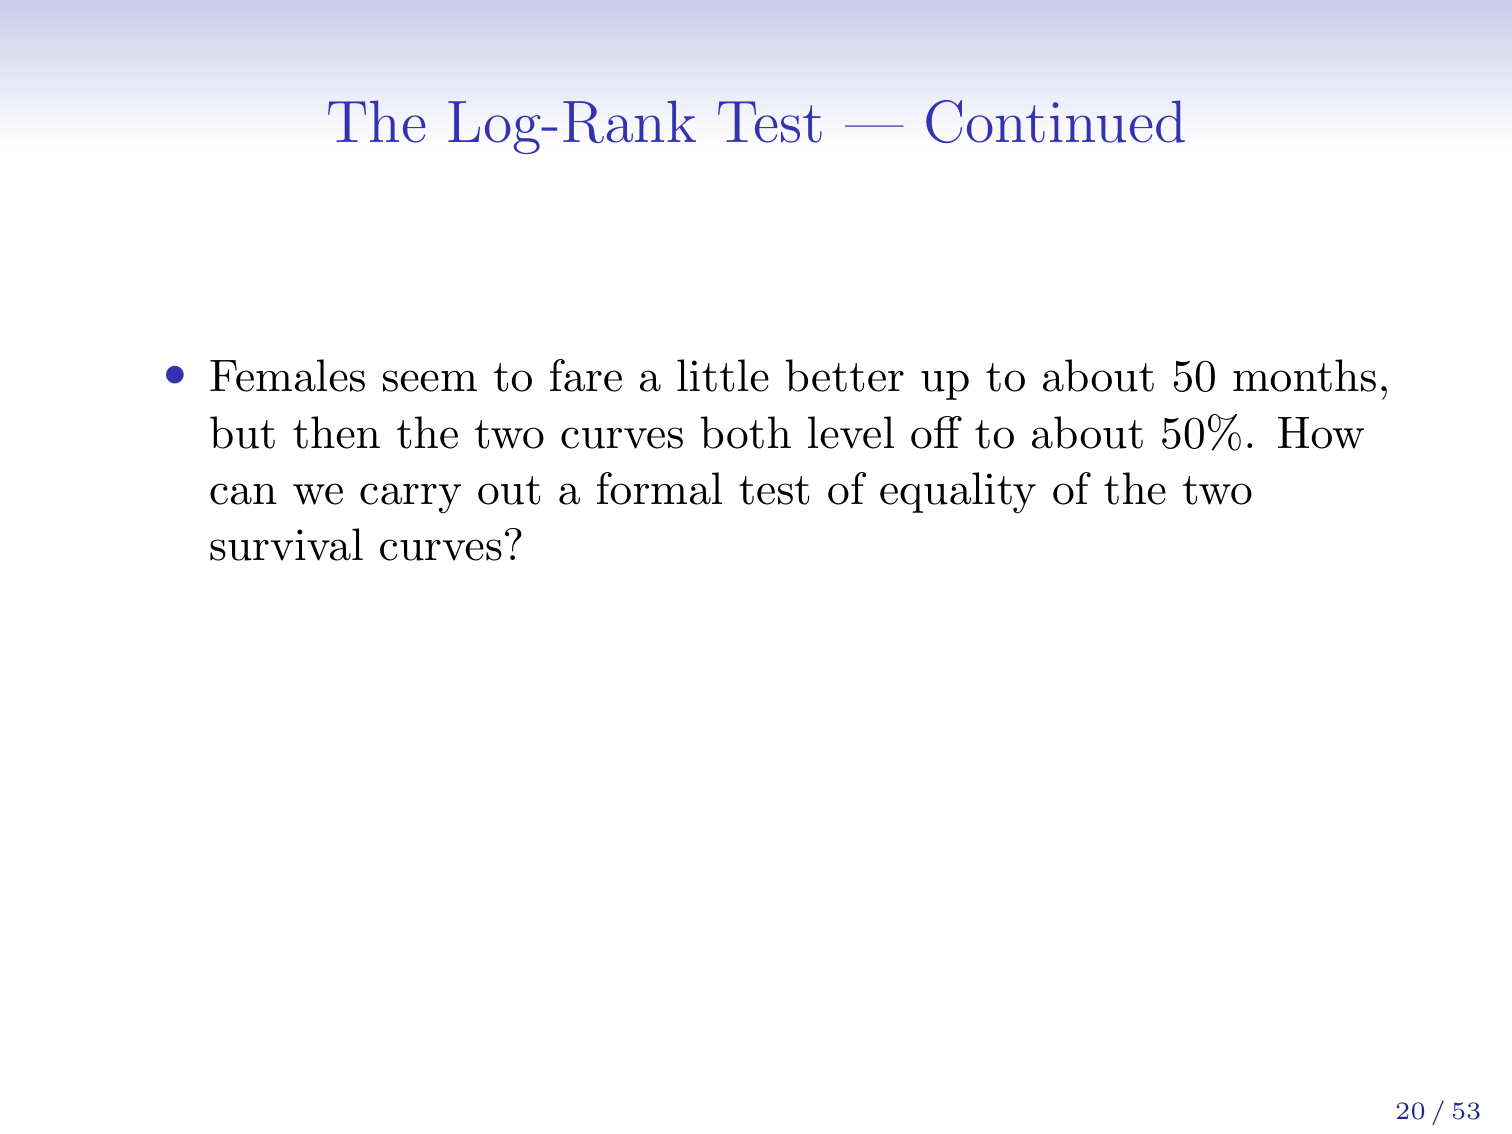 The Log-Rank Test — Continued
• Females seem to fare a little better up to about 50 months,
but then the two curves both level off to about 50%. How
can we carry out a formal test of equality of the two
survival curves?
20 / 53